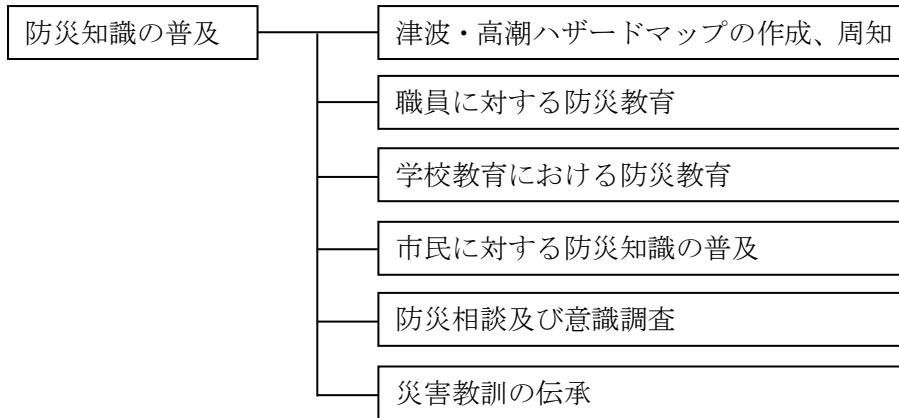 防災知識の普及
津波・高潮ハザードマップの作成、周知
職員に対する防災教育
学校教育における防災教育
市民に対する防災知識の普及
防災相談及び意識調査
災害教訓の伝承